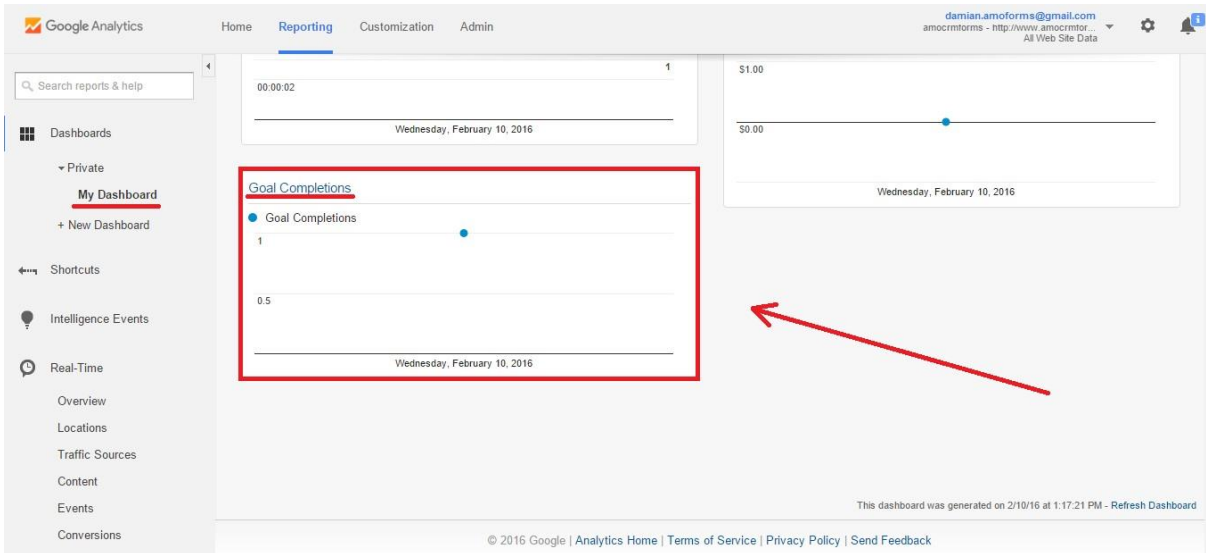 Google Analytics
Home Reporting Customization Admin
damian.amoforms@gmail.com
amocrmforms - http://www.amocrmfor...
All Web Site Data
Search reports & help
Dashboards
Private
My Dashboard
+ New Dashboard
Shortcuts
Intelligence Events
Real-Time
Overview
Locations
Traffic Sources
Content
Events
Conversions
1
00:00:02
Wednesday, February 10, 2016
$1.00
$0.00
Wednesday, February 10, 2016
Goal Completions
Goal Completions
1
0.5
Wednesday, February 10, 2016
This dashboard was generated on 2/10/16 at 1:17:21 PM - Refresh Dashboard
© 2016 Google | Analytics Home | Terms of Service | Privacy Policy | Send Feedback